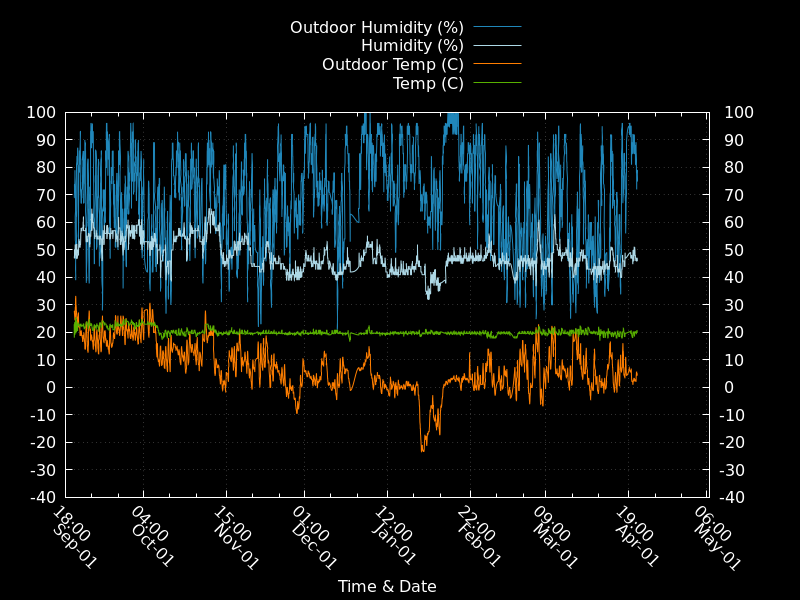 Outdoor Humidity (%)
Humidity (%)
Outdoor Temp (C)
Temp (C)
100 100
90 90
80 80
70 70
60 60
50 50
40 40
30 30
20 20
10 10
0 0
-10 -10
-20 -20
-30 -30
-40 -40
18:00 04:00 15:00 01:00 12:00 22:00 09:00 19:00 06:00
Sep-01 Oct-01 Nov-01 Dec-01 Jan-01 Feb-01 Mar-01 Apr-01 May-01
Time & Date